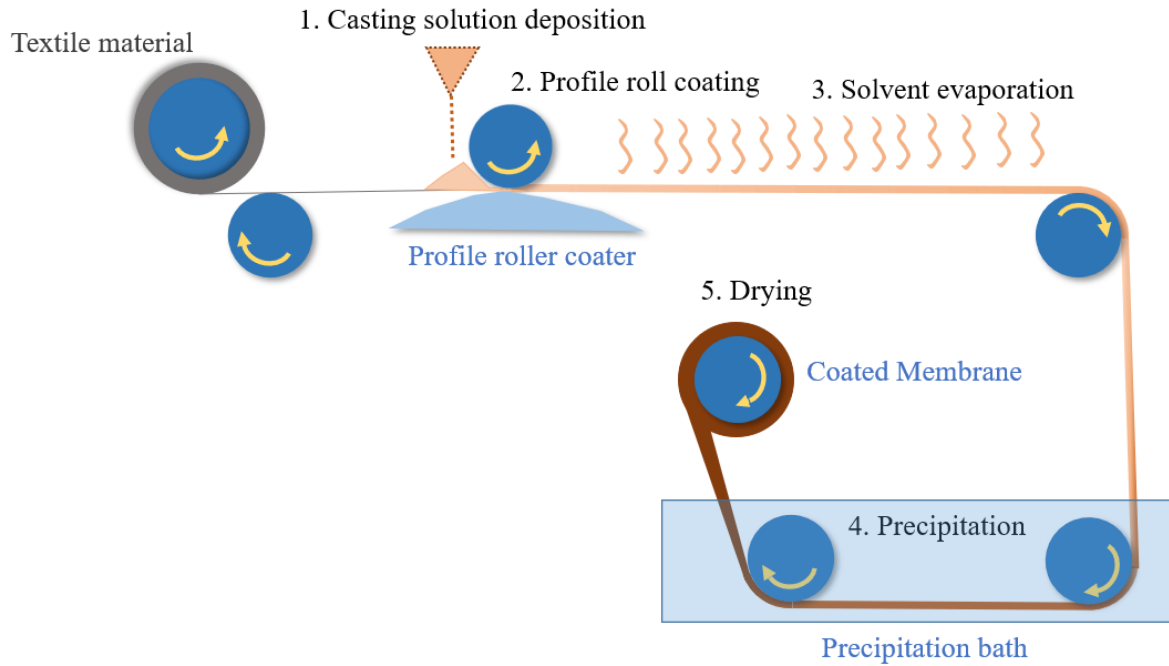 1. Casting solution deposition
Textile material
2. Profile roll coating
3. Solvent evaporation
Profile roller coater
5. Drying
Coated Membrane
4. Precipitation
Precipitation bath